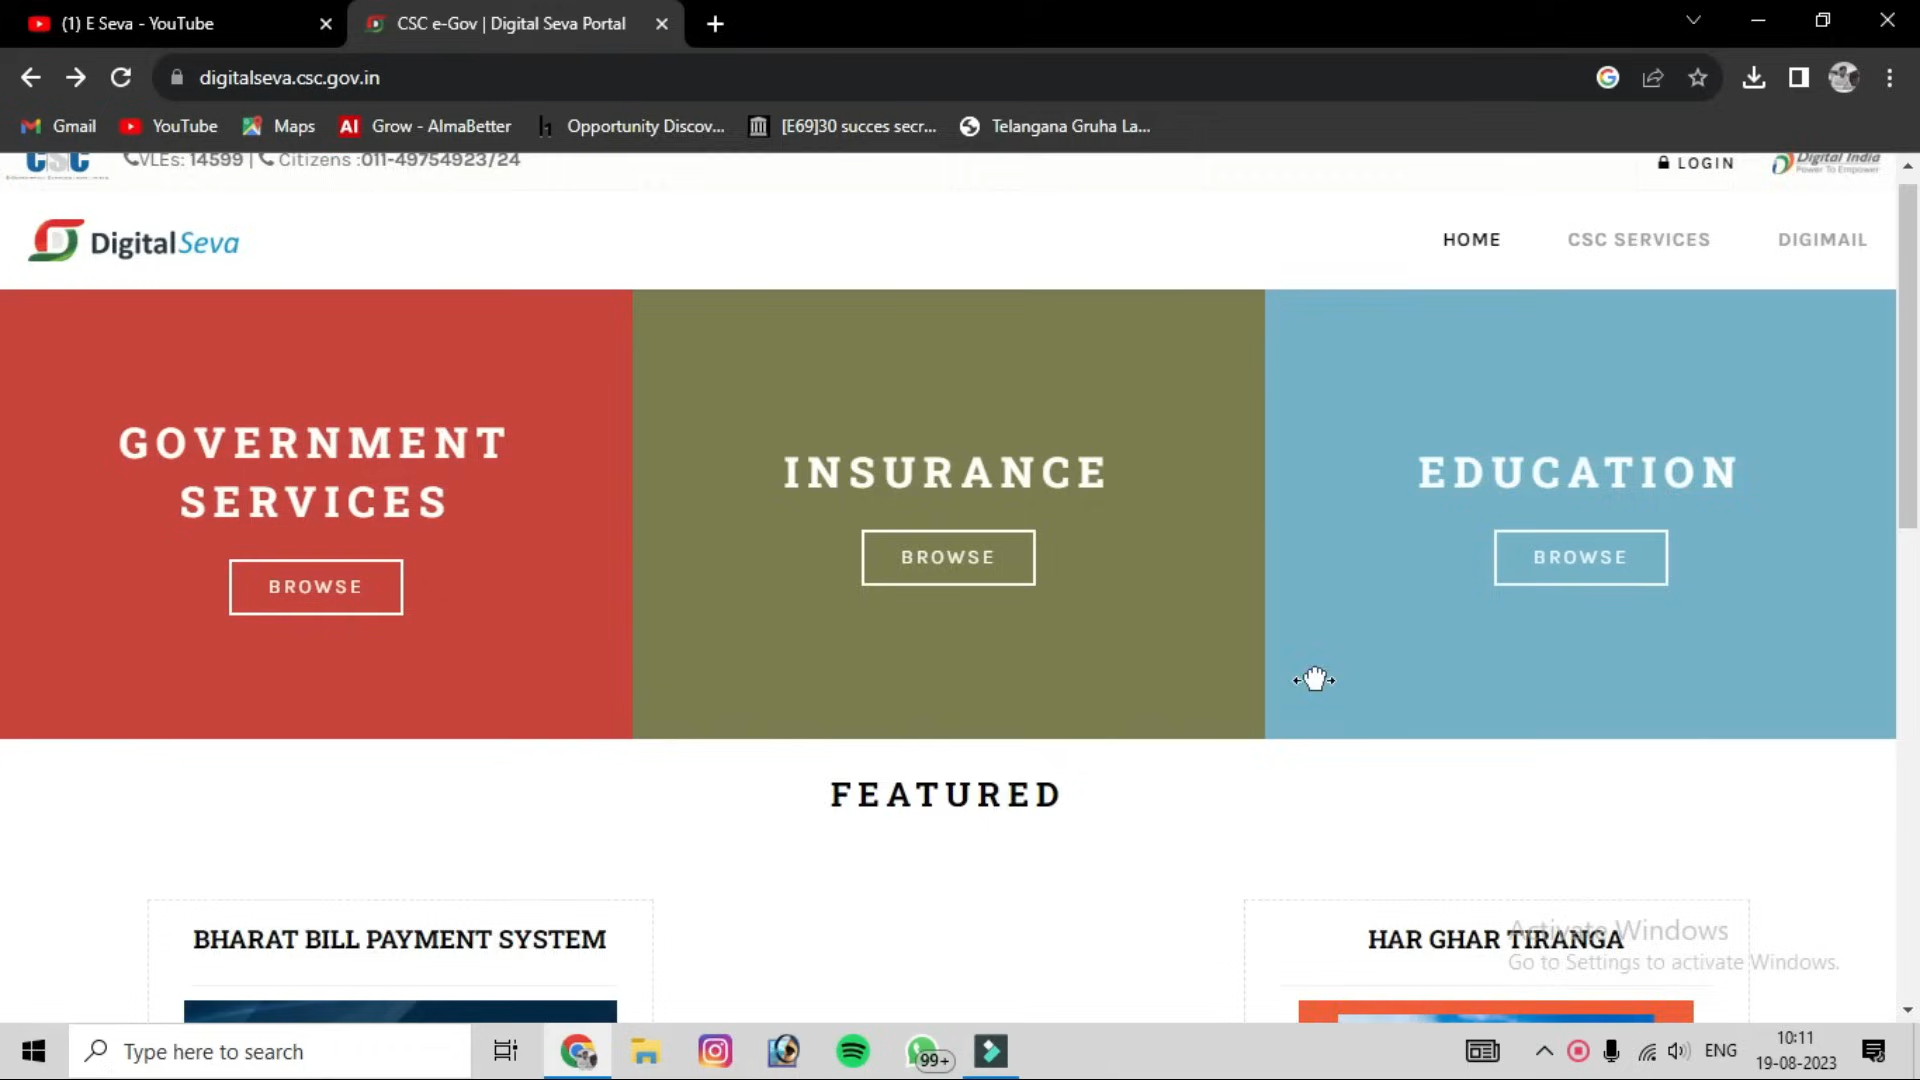 (1) E Seva - YouTube
CSC e-Gov | Digital Seva Portal
digitalseva.csc.gov.in
Gmail YouTube Maps Grow - AlmaBetter Opportunity Discov... [E69]30 succes secr... Telangana Gruha La...
CSC VLEs: 14599 | Citizens :011-49754923/24
LOGIN
Digital India
Power To Empower
DigitalSeva
HOME CSC SERVICES DIGIMAIL
GOVERNMENT
SERVICES
BROWSE
INSURANCE
BROWSE
EDUCATION
BROWSE
FEATURED
BHARAT BILL PAYMENT SYSTEM
HAR GHAR TIRANGA
Activate Windows
Go to Settings to activate Windows.
Type here to search
99+
ENG
10:11
19-08-2023